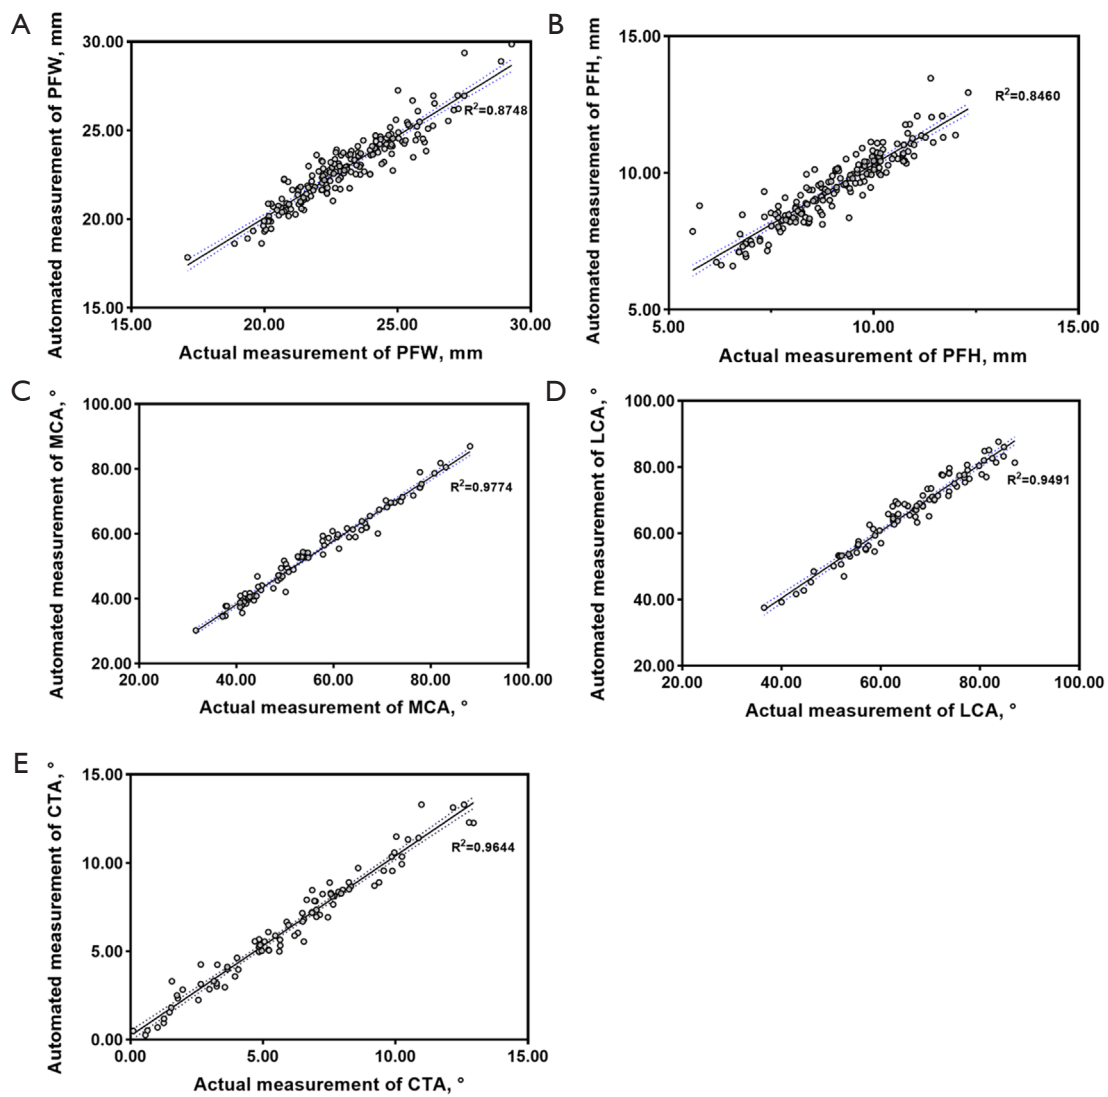 A
Automated measurement of PFW, mm
30.00
25.00
20.00
15.00
15.00 20.00 25.00 30.00
R²=0.8748
Actual measurement of PFW, mm
B
Automated measurement of PFH, mm
15.00
10.00
5.00
5.00 10.00 15.00
R²=0.8460
Actual measurement of PFH, mm
C
Automated measurement of MCA, °
100.00
80.00
60.00
40.00
20.00
20.00 40.00 60.00 80.00 100.00
R²=0.9774
Actual measurement of MCA, °
D
Automated measurement of LCA, °
100.00
80.00
60.00
40.00
20.00
20.00 40.00 60.00 80.00 100.00
R²=0.9491
Actual measurement of LCA, °
E
Automated measurement of CTA, °
15.00
10.00
5.00
0.00
0.00 5.00 10.00 15.00
R²=0.9644
Actual measurement of CTA, °